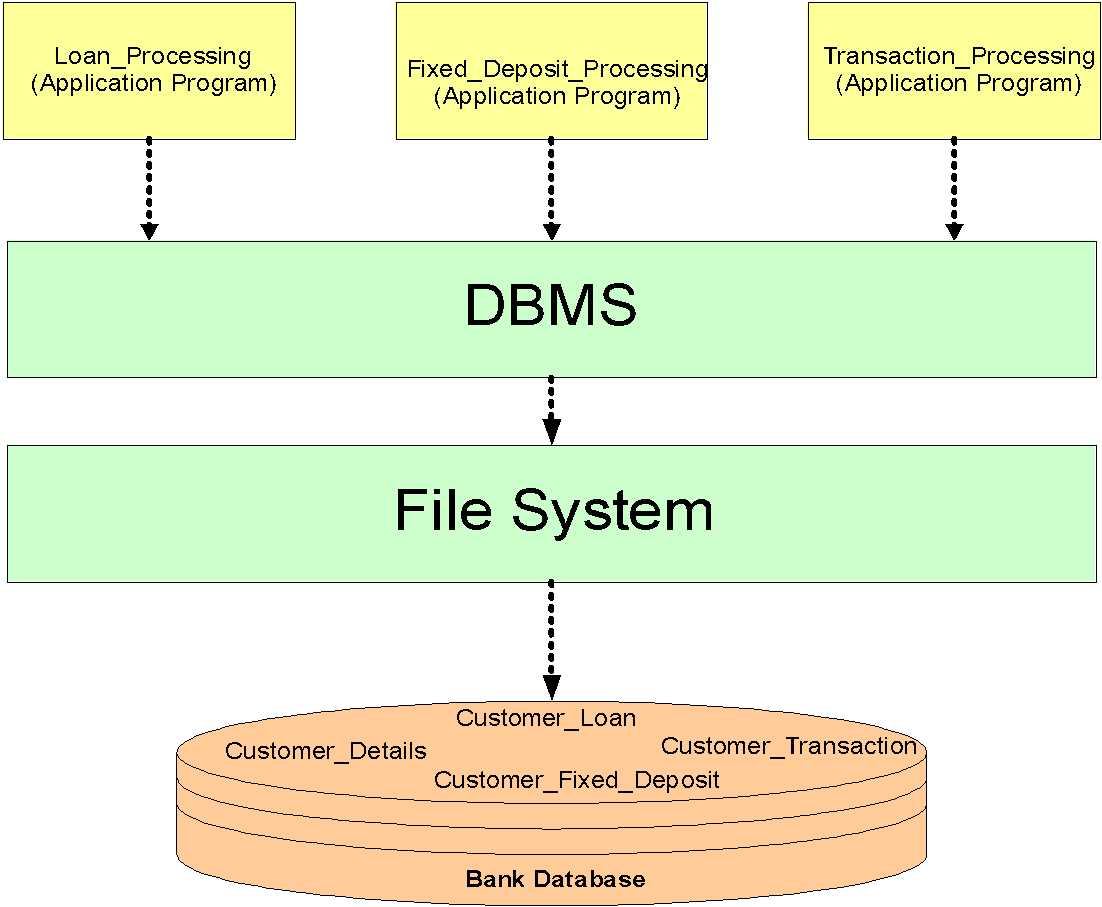 Loan_Processing
(Application Program)
Fixed_Deposit_Processing
(Application Program)
Transaction_Processing
(Application Program)
DBMS
File System
Customer_Loan
Customer_Details
Customer_Transaction
Customer_Fixed_Deposit
Bank Database